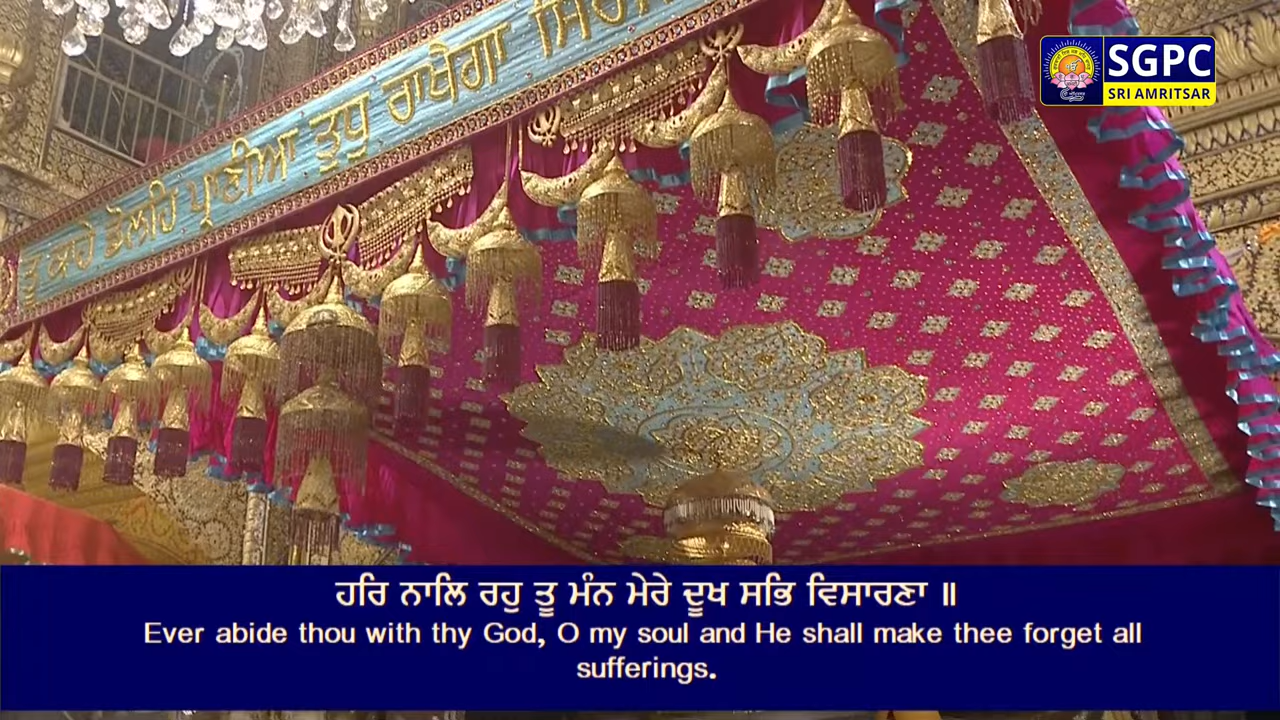 ਤੂ ਕਾਹੇ ਡੋਲਹਿ ਪ੍ਰਾਣੀਆ ਤੁਧੁ ਰਾਖੈਗਾ
SGPC
SRI AMRITSAR
ਹਰਿ ਨਾਲਿ ਰਹੁ ਤੂ ਮੰਨ ਮੇਰੇ ਦੂਖ ਸਭਿ ਵਿਸਾਰਣਾ ॥
Ever abide thou with thy God, O my soul and He shall make thee forget all
sufferings.